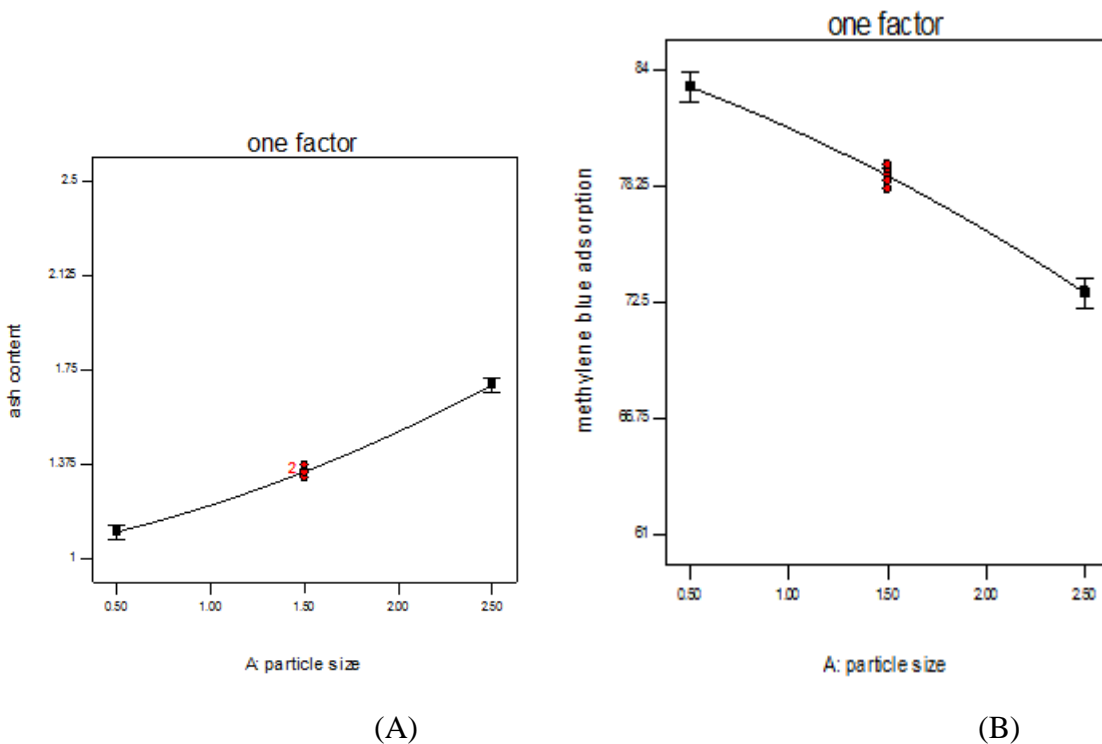 one factor
2.5
2.125
1.75
1.375
1
ash content
2
0.50 1.00 1.50 2.00 2.50
A: particle size
(A)
one factor
84
78.25
72.5
66.75
61
methylene blue adsorption
0.50 1.00 1.50 2.00 2.50
A: particle size
(B)